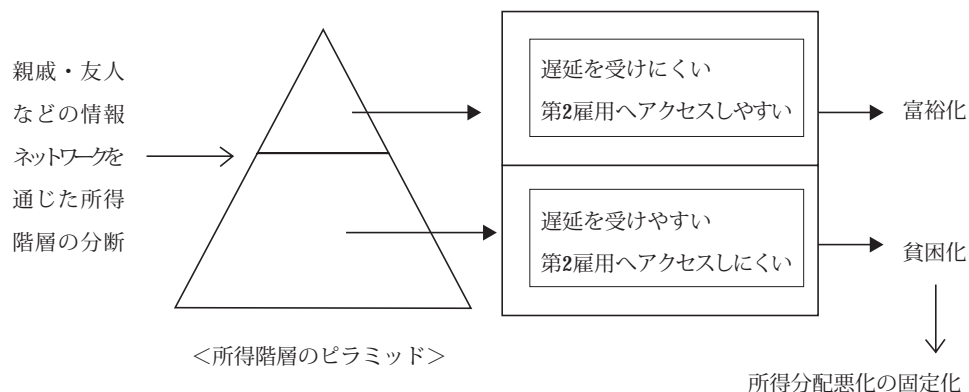 親戚・友人
などの情報
ネットワークを
通じた所得
階層の分断
遅延を受けにくい
第2雇用へアクセスしやすい
富裕化
遅延を受けやすい
第2雇用へアクセスしにくい
貧困化
＜所得階層のピラミッド＞
所得分配悪化の固定化